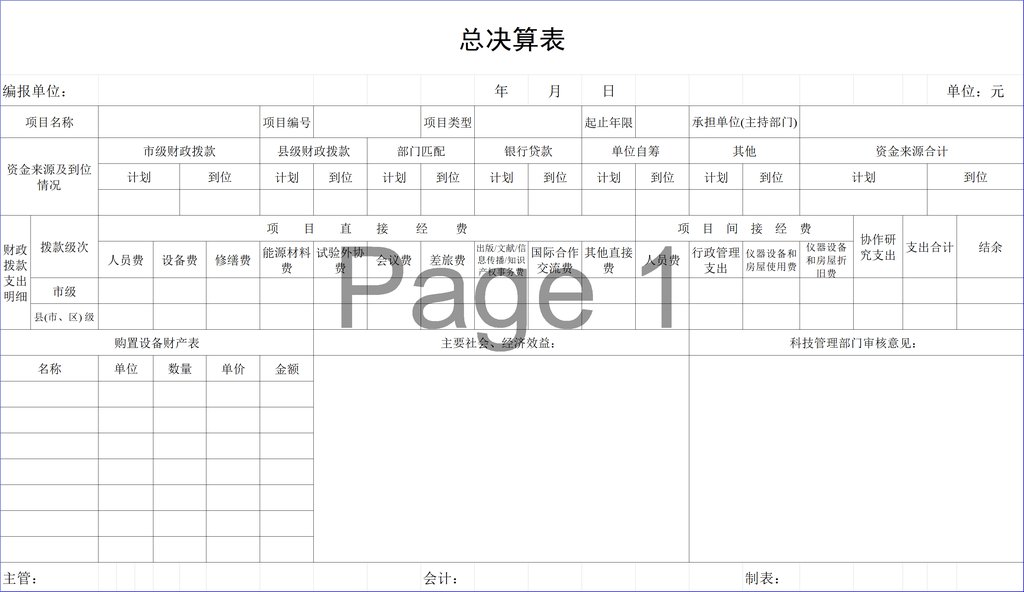 总决算表
编报单位： 年 月 日 单位：元
项目名称 项目编号 项目类型 起止年限 承担单位(主持部门)
资金来源及到位情况 市级财政拨款 县级财政拨款 部门匹配 银行贷款 单位自筹 其他 资金来源合计
计划 到位 计划 到位 计划 到位 计划 到位 计划 到位 计划 到位 计划 到位
财政拨款支出明细 拨款级次 项 目 直 接 经 费 项 目 间 接 经 费 协作研究支出 支出合计 结余
人员费 设备费 修缮费 能源材料费 试验外协费 会议费 差旅费 出版/文献/信息传播/知识产权事务费 国际合作交流费 其他直接费 人员费 行政管理支出 仪器设备和房屋使用费 仪器设备和房屋折旧费
市级
县(市、区)级
Page 1
购置设备财产表 主要社会、经济效益： 科技管理部门审核意见：
名称 单位 数量 单价 金额
主管： 会计： 制表：